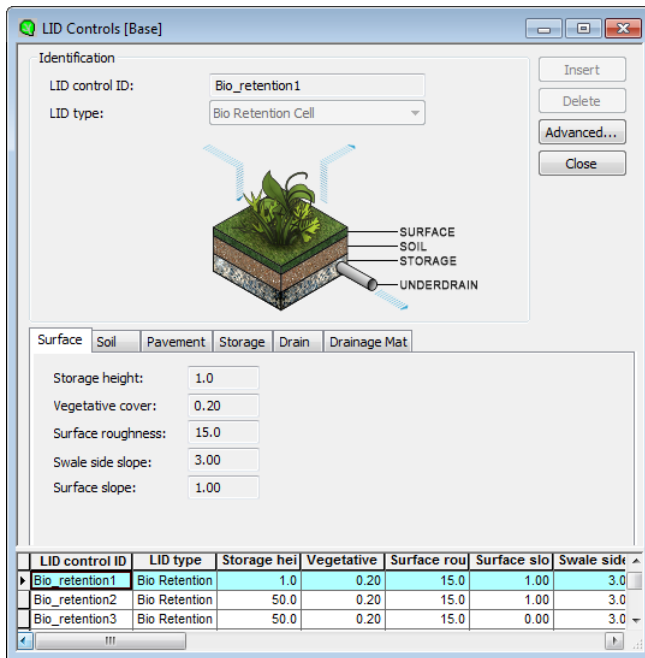 LID Controls [Base]
Identification
LID control ID: Bio_retention1
LID type: Bio Retention Cell
Insert
Delete
Advanced...
Close
SURFACE
SOIL
STORAGE
UNDERDRAIN
Surface Soil Pavement Storage Drain Drainage Mat
Storage height: 1.0
Vegetative cover: 0.20
Surface roughness: 15.0
Swale side slope: 3.00
Surface slope: 1.00
LID control ID LID type Storage hei Vegetative Surface rou Surface slo Swale side
Bio_retention1 Bio Retention 1.0 0.20 15.0 1.00 3.0
Bio_retention2 Bio Retention 50.0 0.20 15.0 1.00 3.0
Bio_retention3 Bio Retention 50.0 0.20 15.0 0.00 3.0